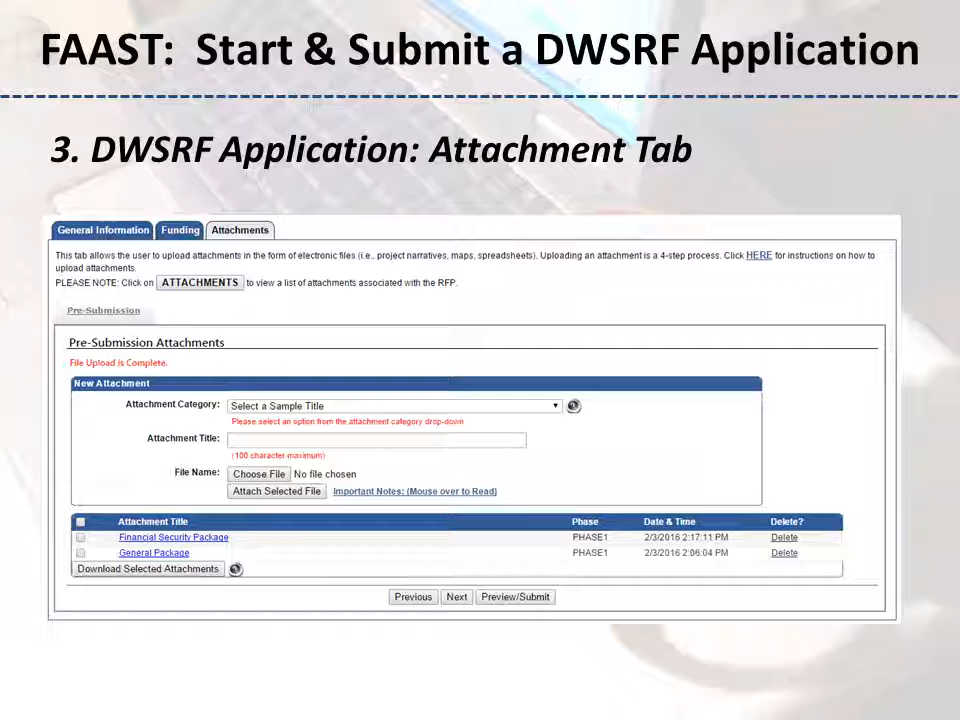 FAAST:  Start & Submit a DWSRF Application
3. DWSRF Application: Attachment Tab
General Information Funding Attachments
This tab allows the user to upload attachments in the form of electronic files (i.e., project narratives, maps, spreadsheets). Uploading an attachment is a 4-step process. Click HERE for instructions on how to
upload attachments.
PLEASE NOTE: Click on ATTACHMENTS to view a list of attachments associated with the RFP.
Pre-Submission
Pre-Submission Attachments
File Upload is Complete.
New Attachment
Attachment Category: Select a Sample Title
Please select an option from the attachment category drop-down
Attachment Title:
(100 character maximum)
File Name: Choose File No file chosen
Attach Selected File Important Notes: (Mouse over to Read)
Attachment Title Phase Date & Time Delete?
Financial Security Package PHASE1 2/3/2016 2:17:11 PM Delete
General Package PHASE1 2/3/2016 2:06:04 PM Delete
Download Selected Attachments
Previous Next Preview/Submit